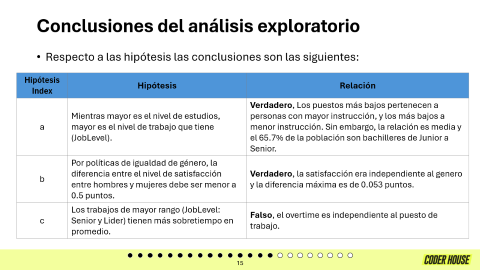 Conclusiones del análisis exploratorio
• Respecto a las hipótesis las conclusiones son las siguientes:
Hipótesis
Index
Hipótesis
Relación
a
Mientras mayor es el nivel de estudios,
mayor es el nivel de trabajo que tiene
(JobLevel).
Verdadero, Los puestos más bajos pertenecen a
personas con mayor instrucción, y los más bajos a
menor instrucción. Sin embargo, la relación es media y
el 65.7% de la población son bachilleres de Junior a
Senior.
b
Por políticas de igualdad de género, la
diferencia entre el nivel de satisfacción
entre hombres y mujeres debe ser menor a
0.5 puntos.
Verdadero, la satisfacción era independiente al genero
y la diferencia máxima es de 0.053 puntos.
c
Los trabajos de mayor rango (JobLevel:
Senior y Lider) tienen más sobretiempo en
promedio.
Falso, el overtime es independiente al puesto de
trabajo.
15
CODER HOUSE